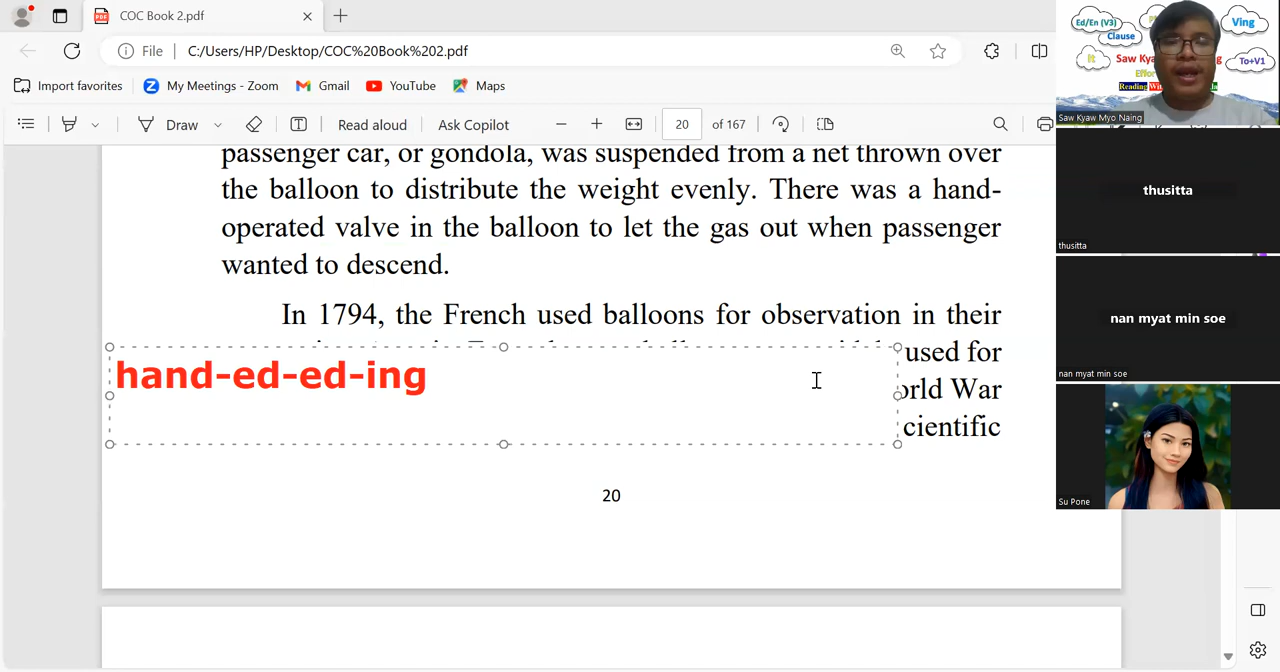 COC Book 2.pdf
File
C:/Users/HP/Desktop/COC%20Book%202.pdf
Import favorites
My Meetings - Zoom
Gmail
YouTube
Maps
Draw
Read aloud
Ask Copilot
20 of 167
passenger car, or gondola, was suspended from a net thrown over
the balloon to distribute the weight evenly. There was a hand-
operated valve in the balloon to let the gas out when passenger
wanted to descend.
In 1794, the French used balloons for observation in their
used for
hand-ed-ed-ing
World War
cientific
20
Ed/En (V3)
Clause
Ving
It
To+V1
Saw Kyaw Myo Naing
thusitta
thusitta
nan myat min soe
nan myat min soe
Su Pone